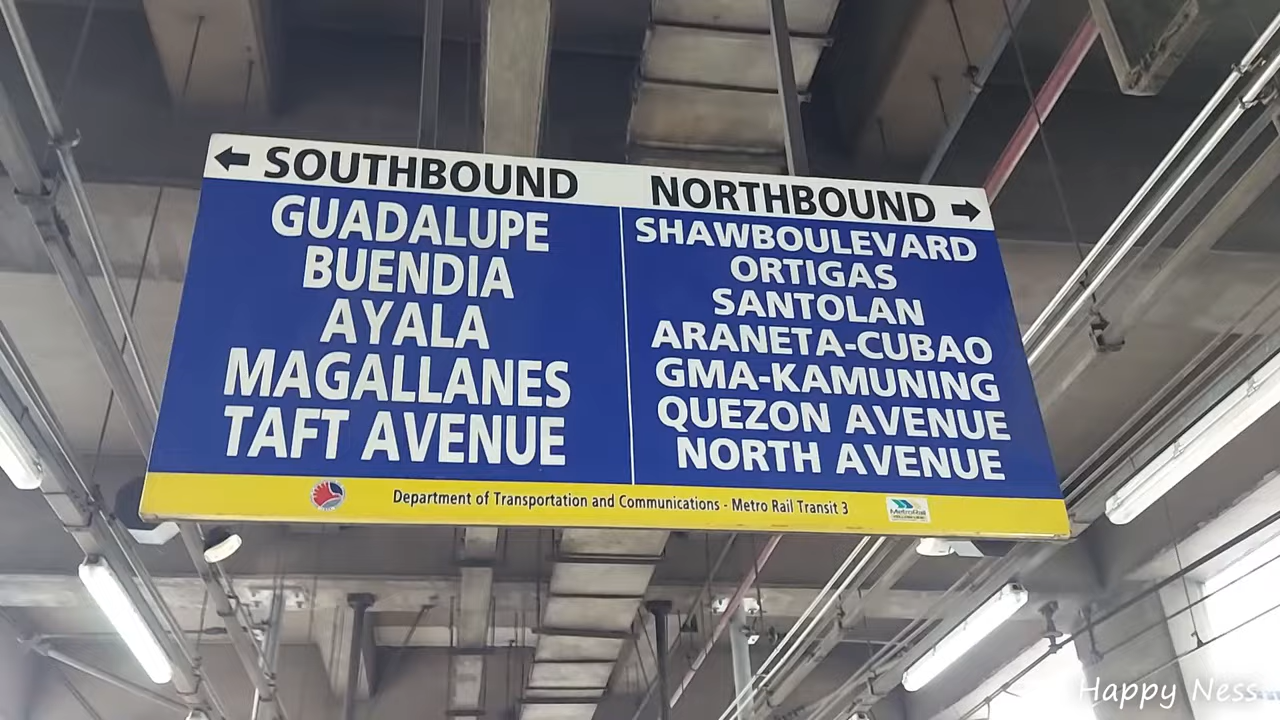 SOUTHBOUND
GUADALUPE
BUENDIA
AYALA
MAGALLANES
TAFT AVENUE
NORTHBOUND
SHAWBOULEVARD
ORTIGAS
SANTOLAN
ARANETA-CUBAO
GMA-KAMUNING
QUEZON AVENUE
NORTH AVENUE
Department of Transportation and Communications - Metro Rail Transit 3
MetroRail
Happy Ness